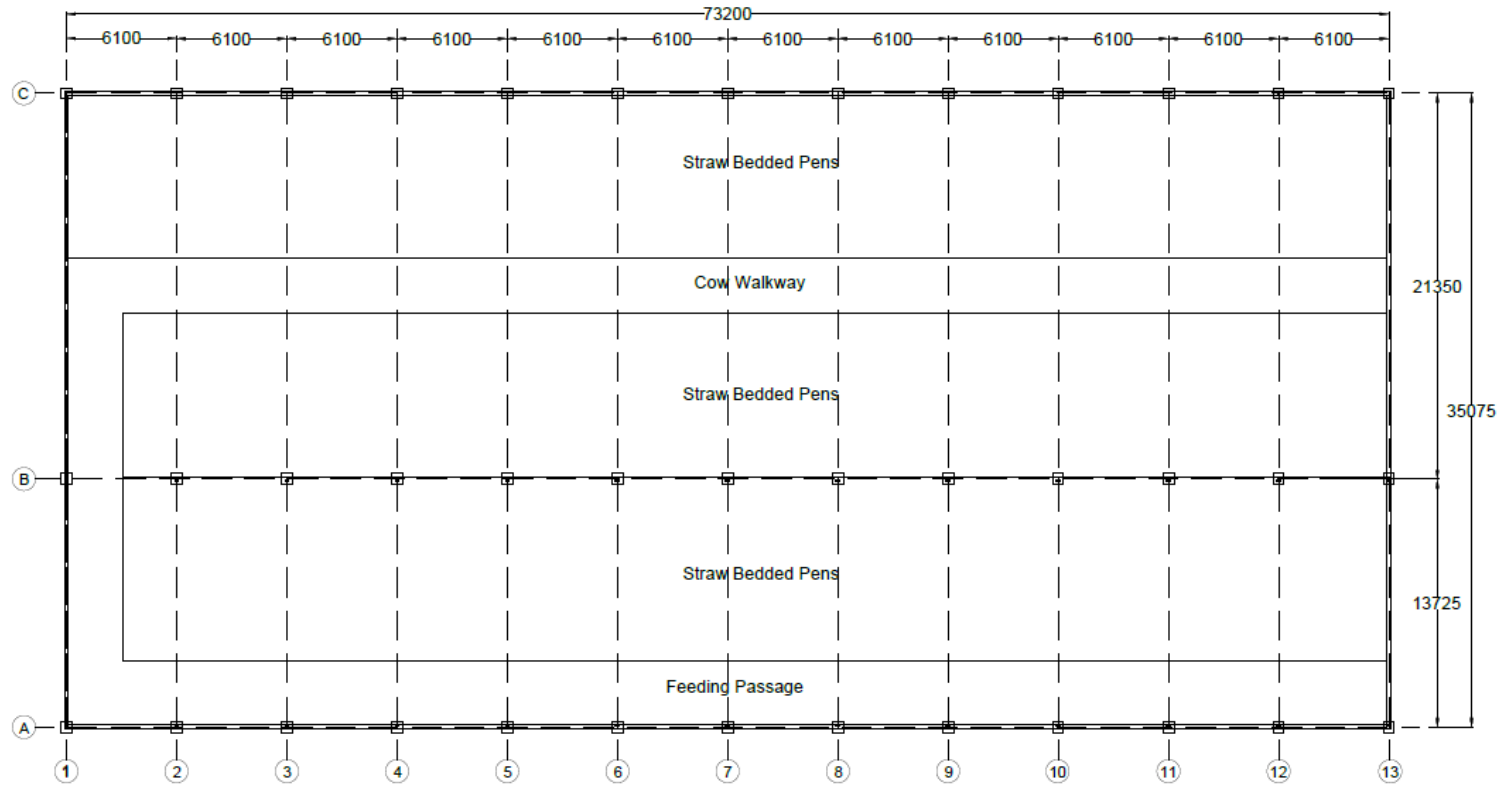 73200
6100 6100 6100 6100 6100 6100 6100 6100 6100 6100 6100 6100
C
Straw Bedded Pens
Cow Walkway
21350
Straw Bedded Pens
35075
B
Straw Bedded Pens
13725
Feeding Passage
A
1 2 3 4 5 6 7 8 9 10 11 12 13